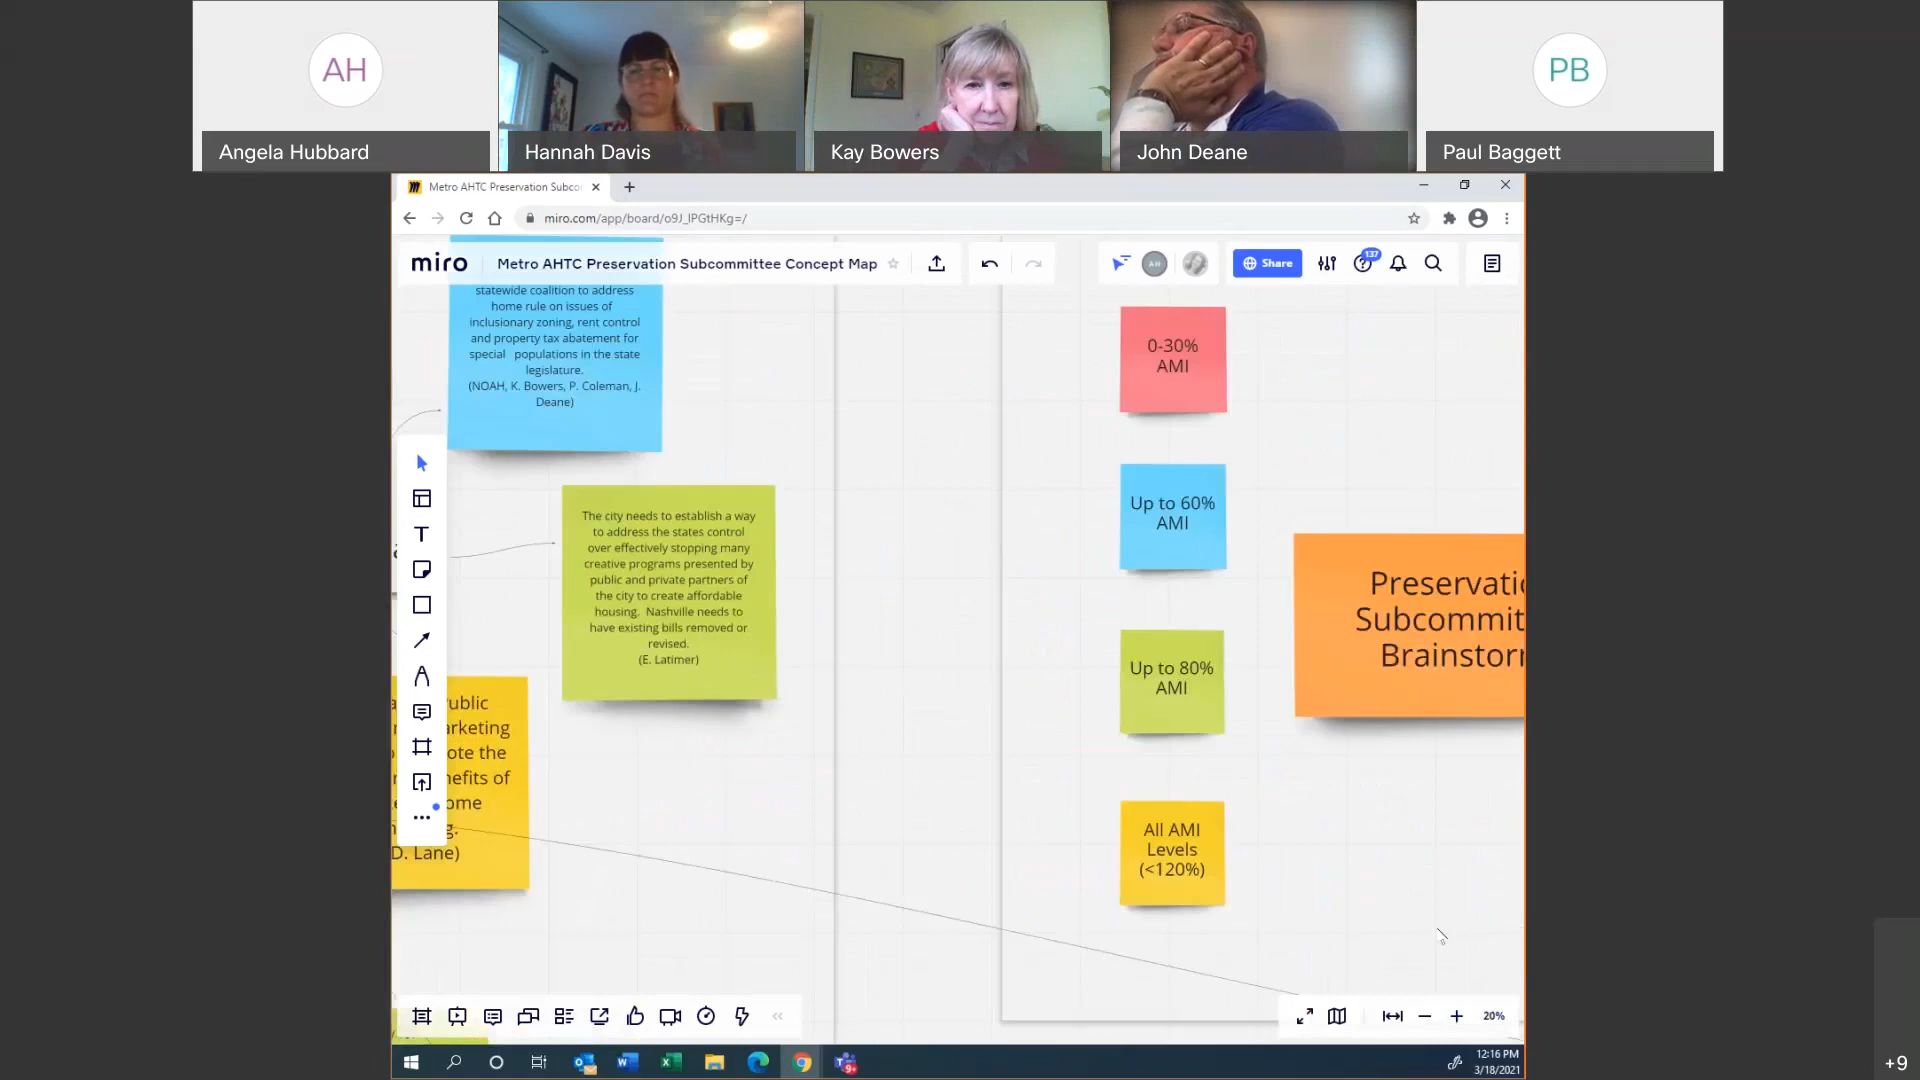 AH
PB
Angela Hubbard
Hannah Davis
Kay Bowers
John Deane
Paul Baggett
Metro AHTC Preservation Subco
miro.com/app/board/o9J_lPGtHKg=/
miro
Metro AHTC Preservation Subcommittee Concept Map
AH
Share
137
statewide coalition to address
home rule on issues of
inclusionary zoning, rent control
and property tax abatement for
special populations in the state
legislature.
(NOAH, K. Bowers, P. Coleman, J.
Deane)
The city needs to establish a way
to address the states control
over effectively stopping many
creative programs presented by
public and private partners of
the city to create affordable
housing. Nashville needs to
have existing bills removed or
revised.
(E. Latimer)
ublic
arketing
ote the
efits of
ome
g.
D. Lane)
0-30%
AMI
Up to 60%
AMI
Up to 80%
AMI
All AMI
Levels
(<120%)
Preservatio
Subcommit
Brainstor
20%
12:16 PM
3/18/2021
9+
+9